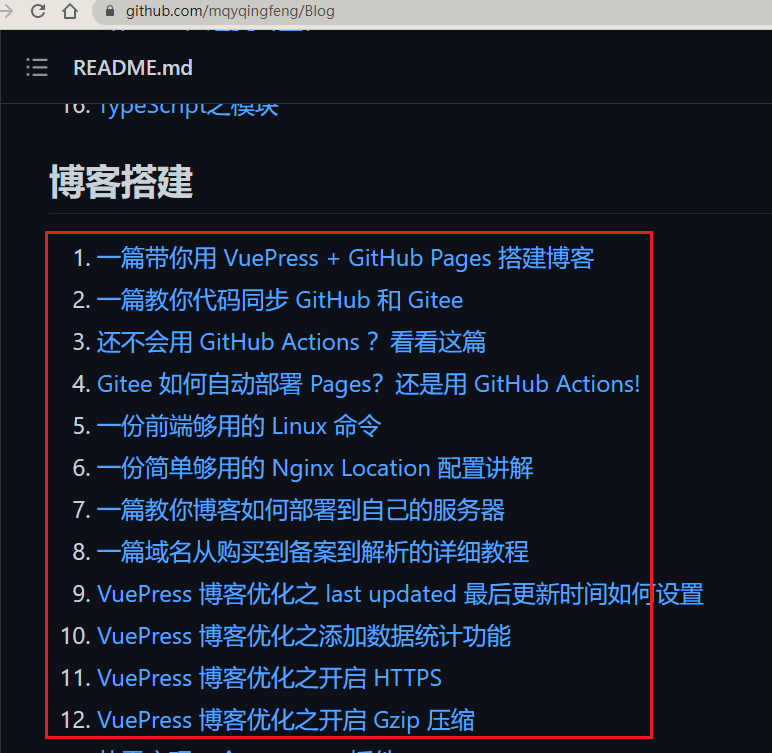 github.com/mqyqingfeng/Blog
README.md
16. TypeScript之模块
博客搭建
1. 一篇带你用 VuePress + GitHub Pages 搭建博客
2. 一篇教你代码同步 GitHub 和 Gitee
3. 还不会用 GitHub Actions ？看看这篇
4. Gitee 如何自动部署 Pages？还是用 GitHub Actions!
5. 一份前端够用的 Linux 命令
6. 一份简单够用的 Nginx Location 配置讲解
7. 一篇教你博客如何部署到自己的服务器
8. 一篇域名从购买到备案到解析的详细教程
9. VuePress 博客优化之 last updated 最后更新时间如何设置
10. VuePress 博客优化之添加数据统计功能
11. VuePress 博客优化之开启 HTTPS
12. VuePress 博客优化之开启 Gzip 压缩